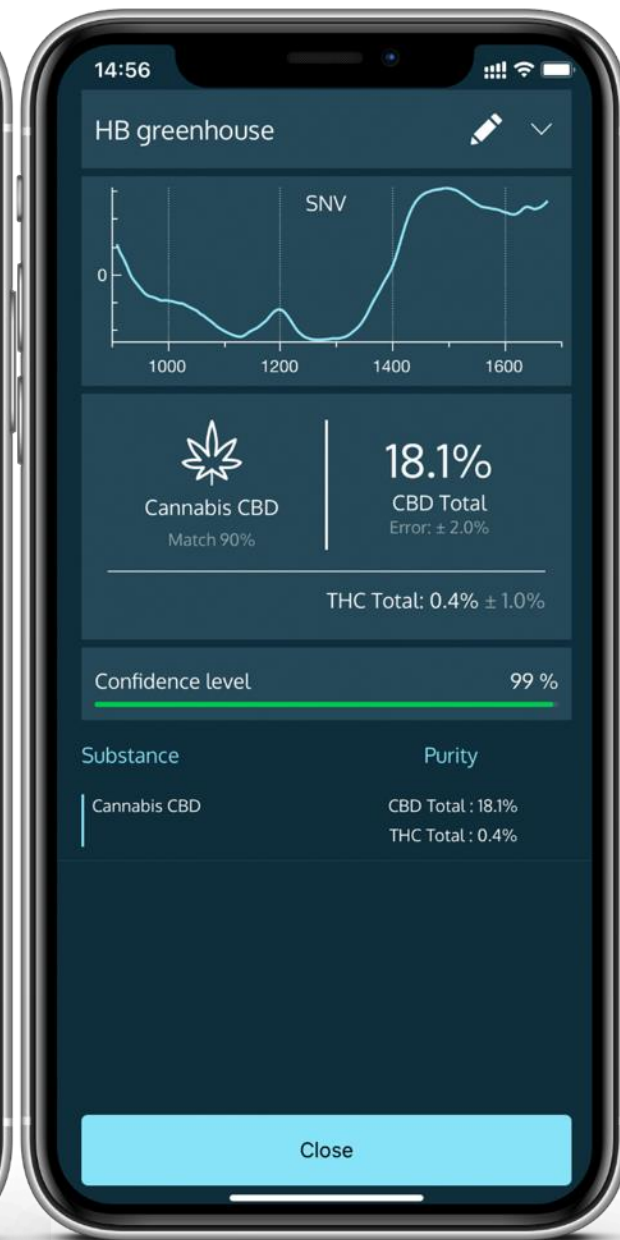 14:56
HB greenhouse
SNV
0
1000 1200 1400 1600
Cannabis CBD
Match 90%
18.1%
CBD Total
Error: ± 2.0%
THC Total: 0.4% ± 1.0%
Confidence level 99 %
Substance Purity
Cannabis CBD CBD Total : 18.1%
THC Total : 0.4%
Close